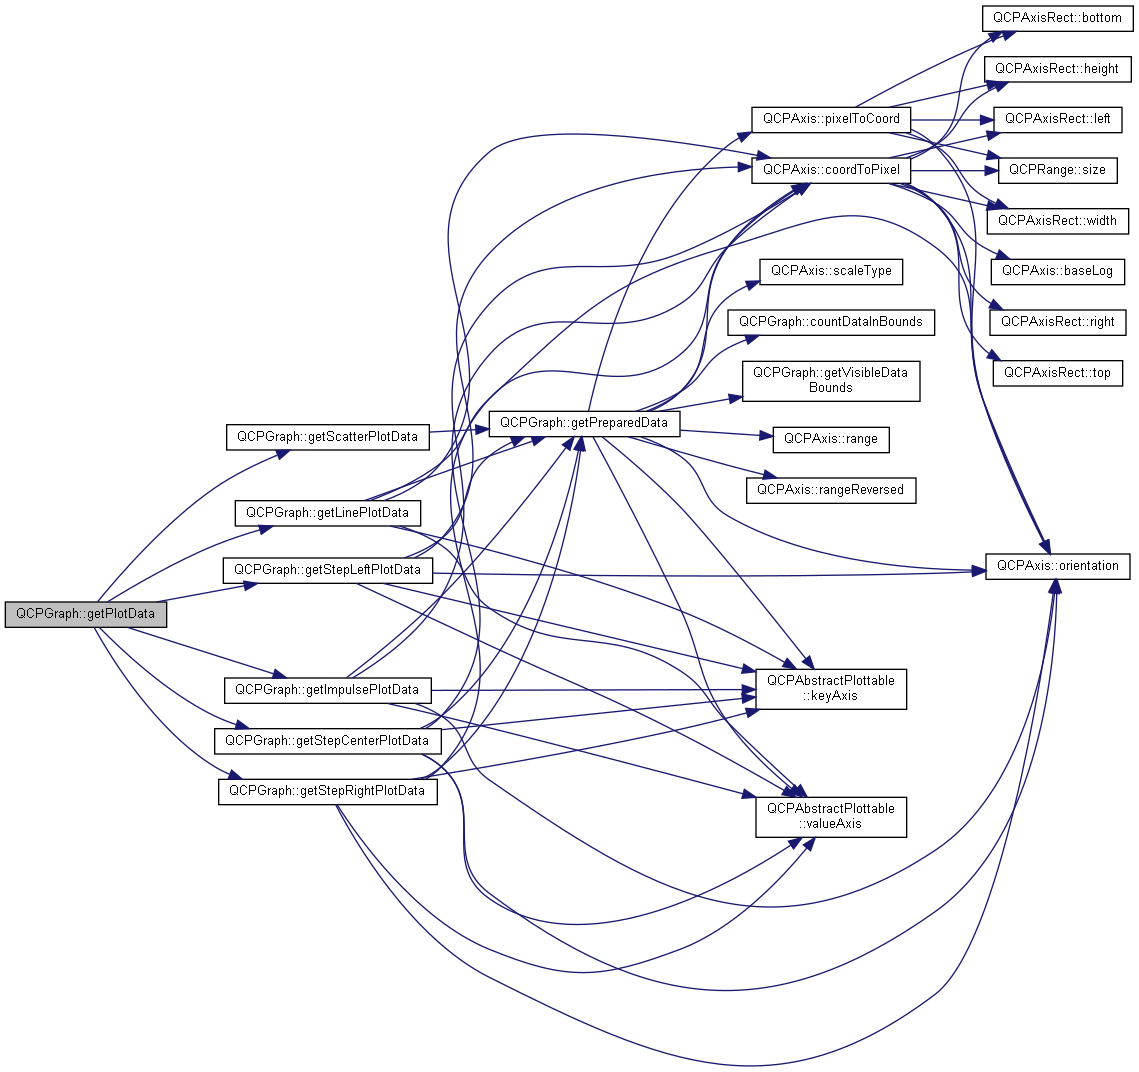 QCPAxisRect::bottom
QCPAxisRect::height
QCPAxis::pixelToCoord
QCPAxisRect::left
QCPAxis::coordToPixel
QCPRange::size
QCPAxisRect::width
QCPAxis::scaleType
QCPAxis::baseLog
QCPGraph::countDataInBounds
QCPAxisRect::right
QCPGraph::getVisibleData
Bounds
QCPAxisRect::top
QCPGraph::getPreparedData
QCPGraph::getScatterPlotData
QCPAxis::range
QCPAxis::rangeReversed
QCPGraph::getLinePlotData
QCPGraph::getStepLeftPlotData
QCPAxis::orientation
QCPGraph::getPlotData
QCPGraph::getImpulsePlotData
QCPAbstractPlottable
::keyAxis
QCPGraph::getStepCenterPlotData
QCPGraph::getStepRightPlotData
QCPAbstractPlottable
::valueAxis